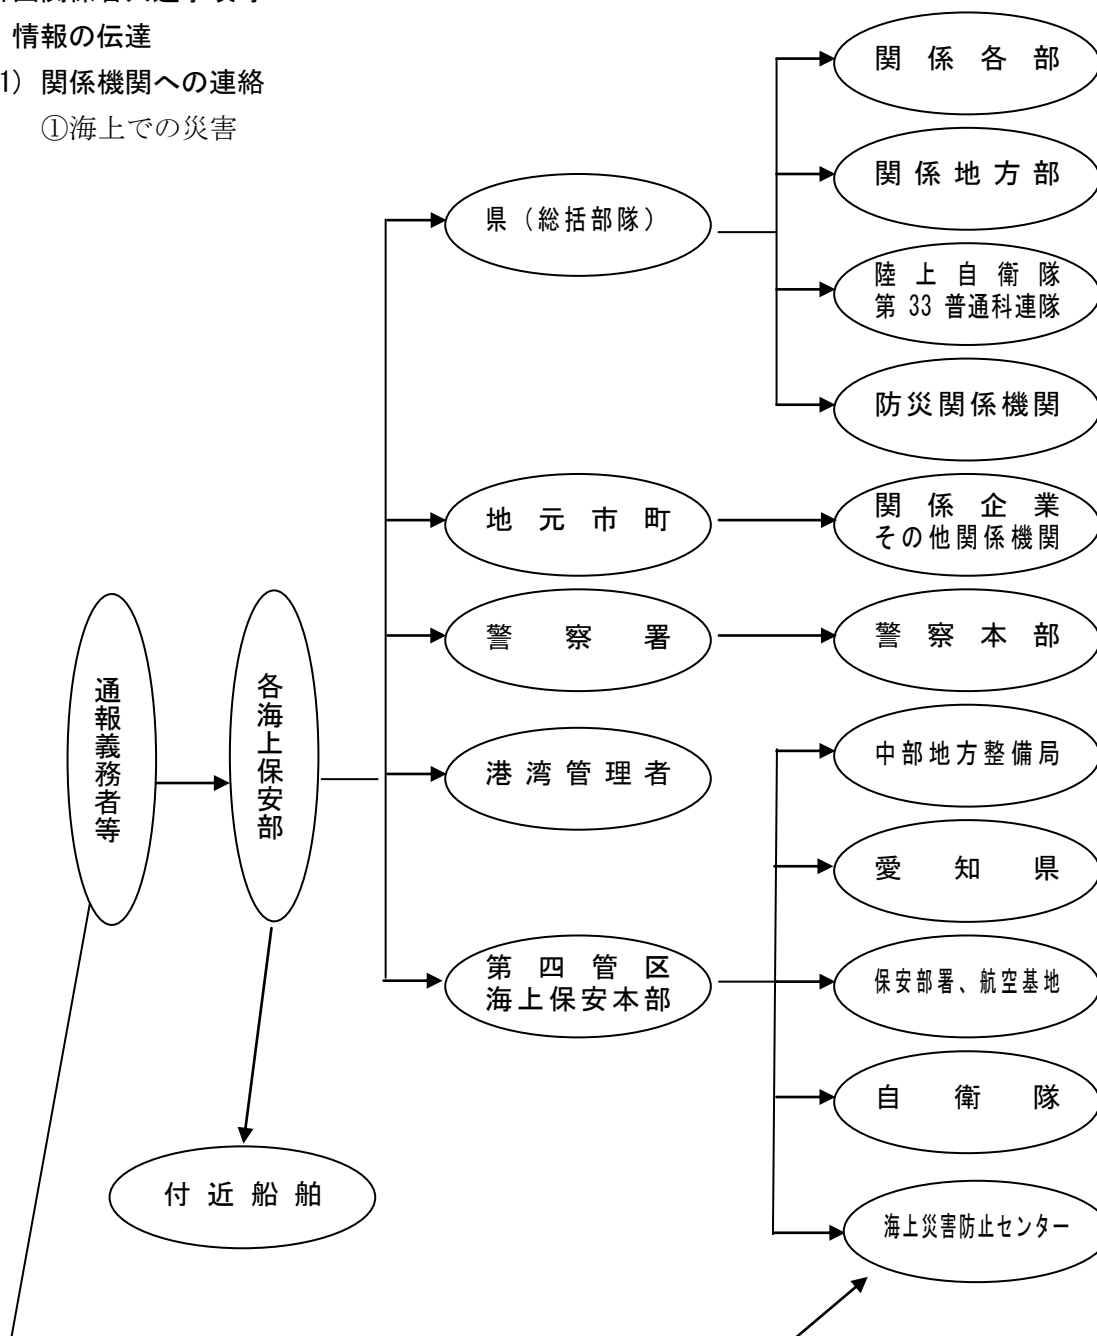 情報の伝達
1) 関係機関への連絡
①海上での災害
関係各部
関係地方部
県（総括部隊）
陸上自衛隊
第 33 普通科連隊
防災関係機関
地元市町
関係企業
その他関係機関
警察署
警察本部
通報義務者等
各海上保安部
港湾管理者
中部地方整備局
愛知県
第四管区
海上保安本部
保安部署、航空基地
自衛隊
付近船舶
海上災害防止センター